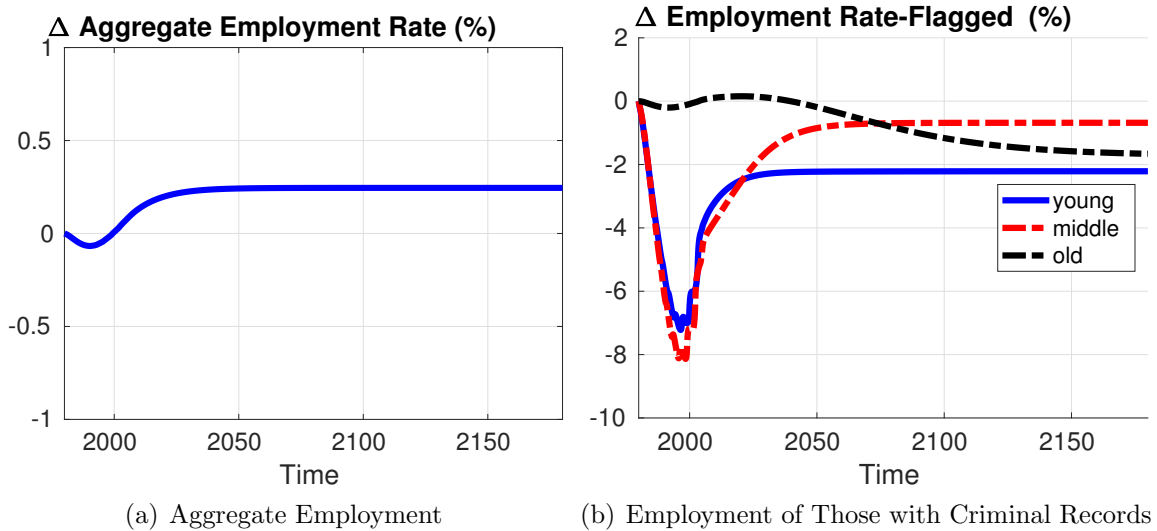 Δ Aggregate Employment Rate (%)
1
0.5
0
-0.5
-1
2000 2050 2100 2150
Time
(a) Aggregate Employment
Δ Employment Rate-Flagged (%)
2
0
-2
-4
-6
-8
-10
young
middle
old
2000 2050 2100 2150
Time
(b) Employment of Those with Criminal Records